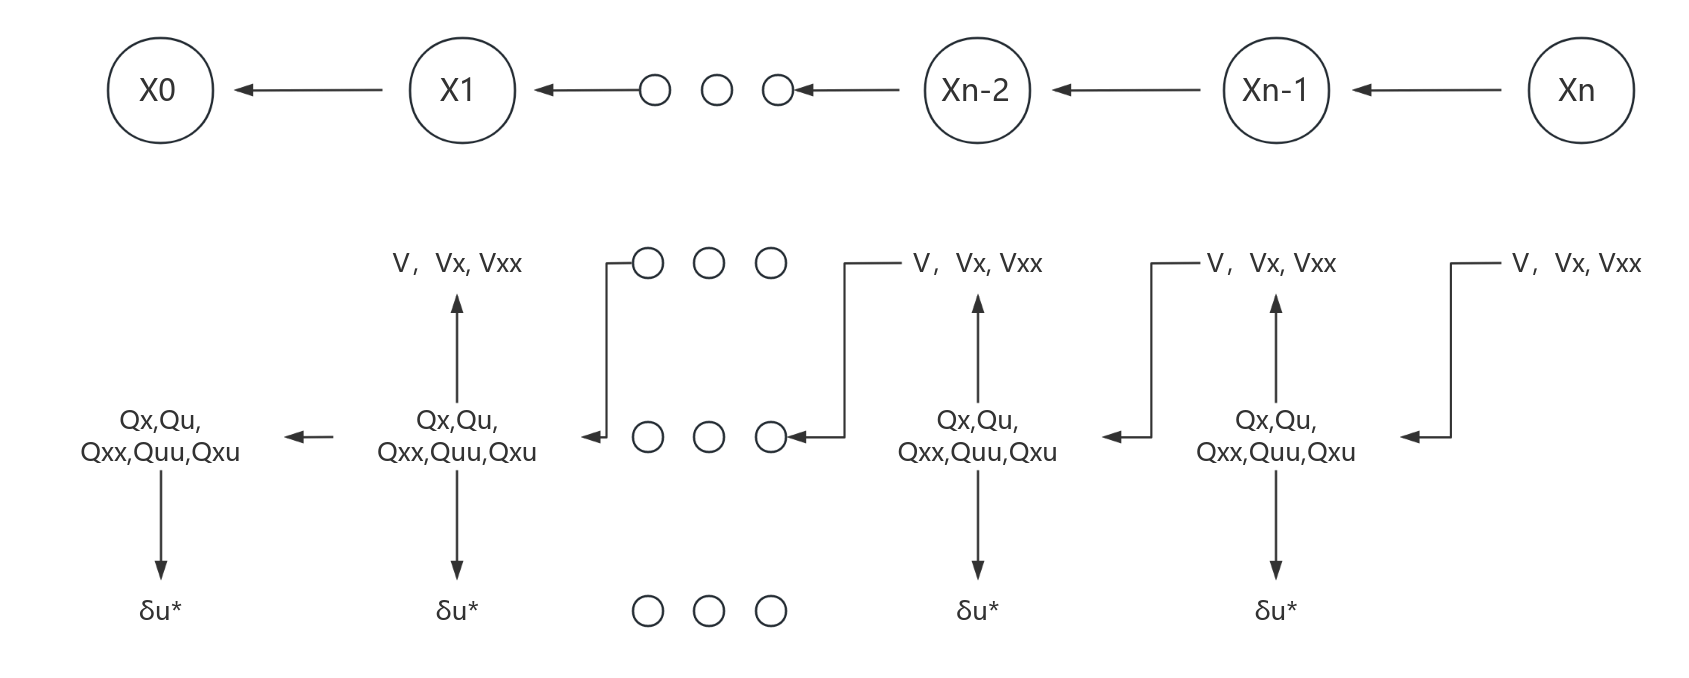 X0
X1
Xn-2
Xn-1
Xn
V，Vx, Vxx
V，Vx, Vxx
V，Vx, Vxx
V，Vx, Vxx
Qx,Qu,
Qxx,Quu,Qxu
Qx,Qu,
Qxx,Quu,Qxu
Qx,Qu,
Qxx,Quu,Qxu
Qx,Qu,
Qxx,Quu,Qxu
δu*
δu*
δu*
δu*